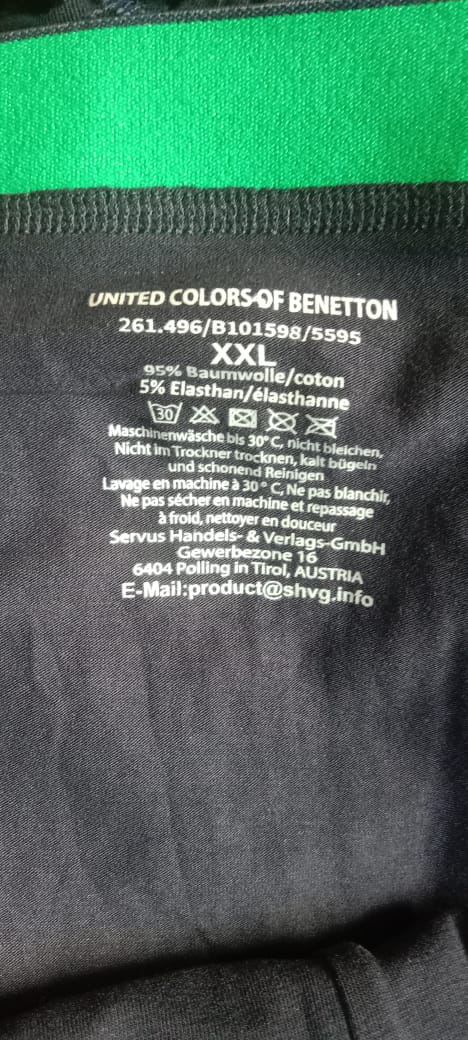 UNITED COLORS OF BENETTON
261.496/B101598/5595
XXL
95% Baumwolle/coton
5% Elasthan/élasthanne
30
Maschinenwäsche bis 30°C, nicht bleichen,
Nicht im Trockner trocknen, kalt bügeln
und schonend Reinigen
Lavage en machine à 30° C, Ne pas blanchir,
Ne pas sécher en machine et repassage
à froid, nettoyer en douceur
Servus Handels- & Verlags-GmbH
Gewerbezone 16
6404 Polling in Tirol, AUSTRIA
E-Mail:product@shvg.info